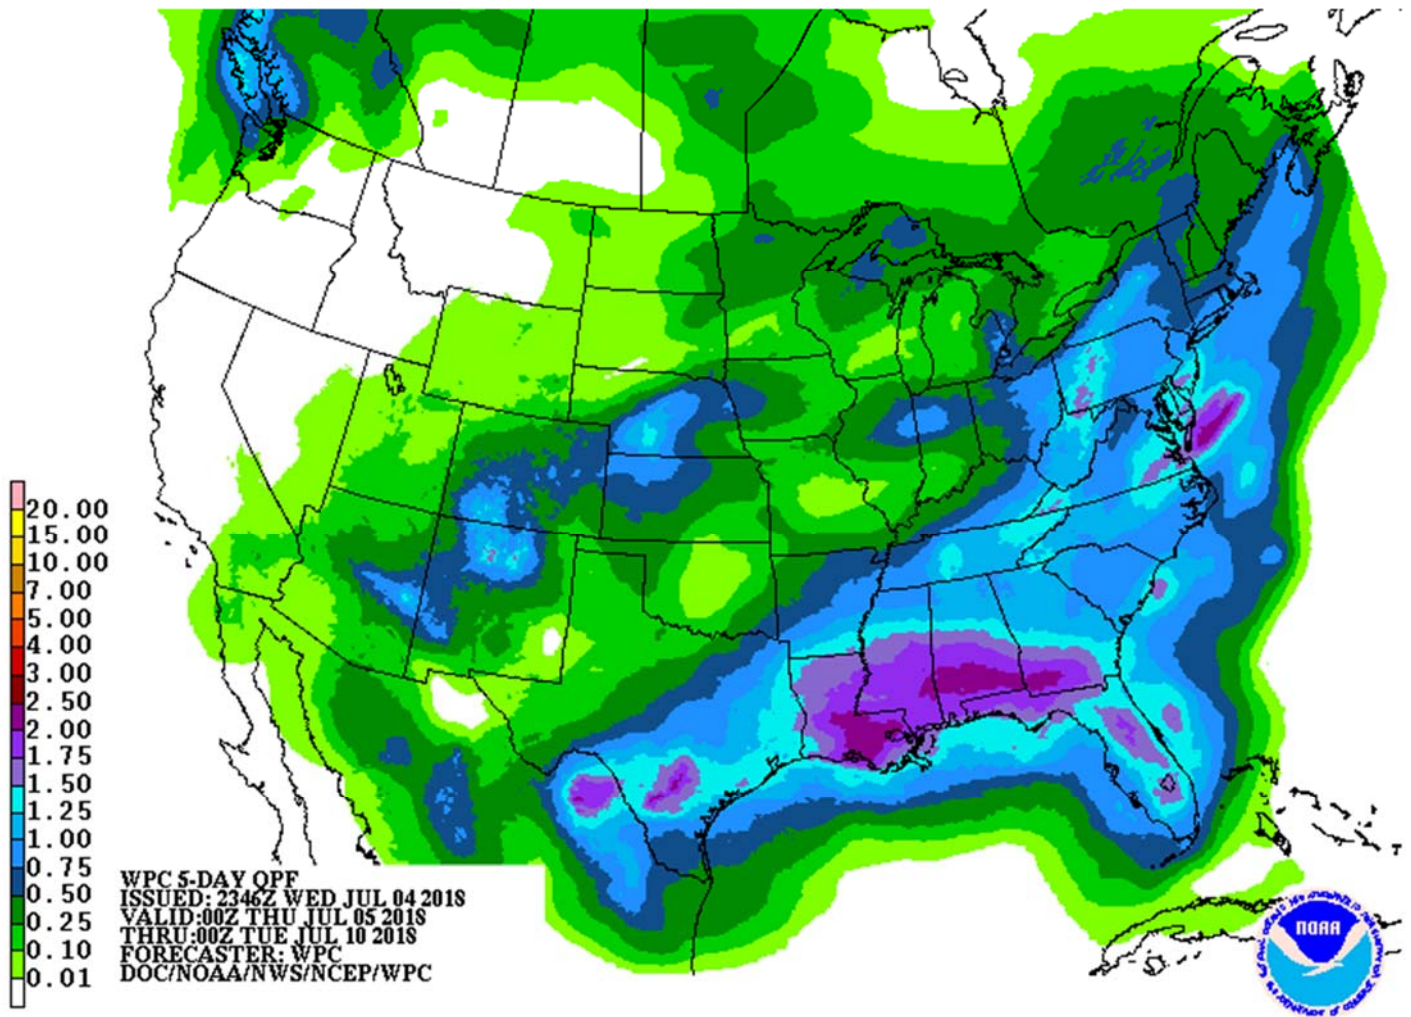 20.00
15.00
10.00
7.00
5.00
4.00
3.00
2.50
2.00
1.75
1.50
1.25
1.00
0.75
0.50
0.25
0.10
0.01
WPC 5-DAY QPF
ISSUED: 2346Z WED JUL 04 2018
VALID:00Z THU JUL 05 2018
THRU:00Z TUE JUL 10 2018
FORECASTER: WPC
DOC/NOAA/NWS/NCEP/WPC
NOAA